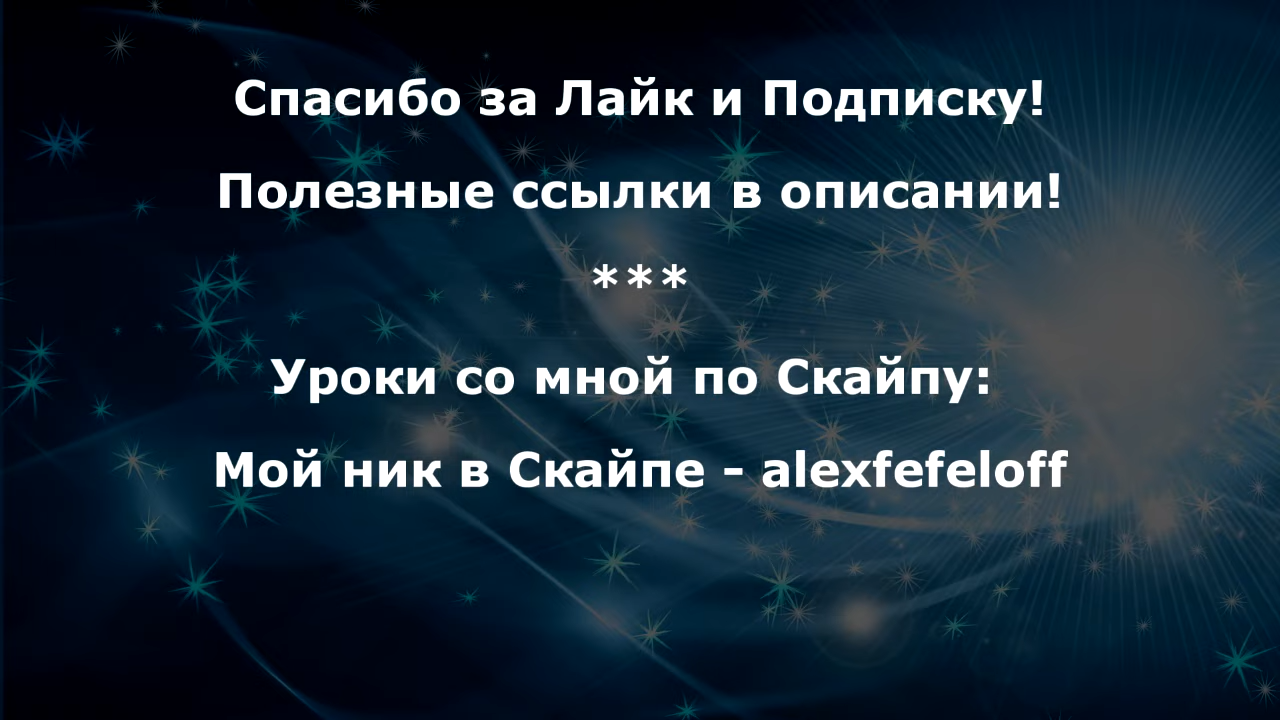 Спасибо за Лайк и Подписку!
Полезные ссылки в описании!
***
Уроки со мной по Скайпу:
Мой ник в Скайпе - alexfefeloff